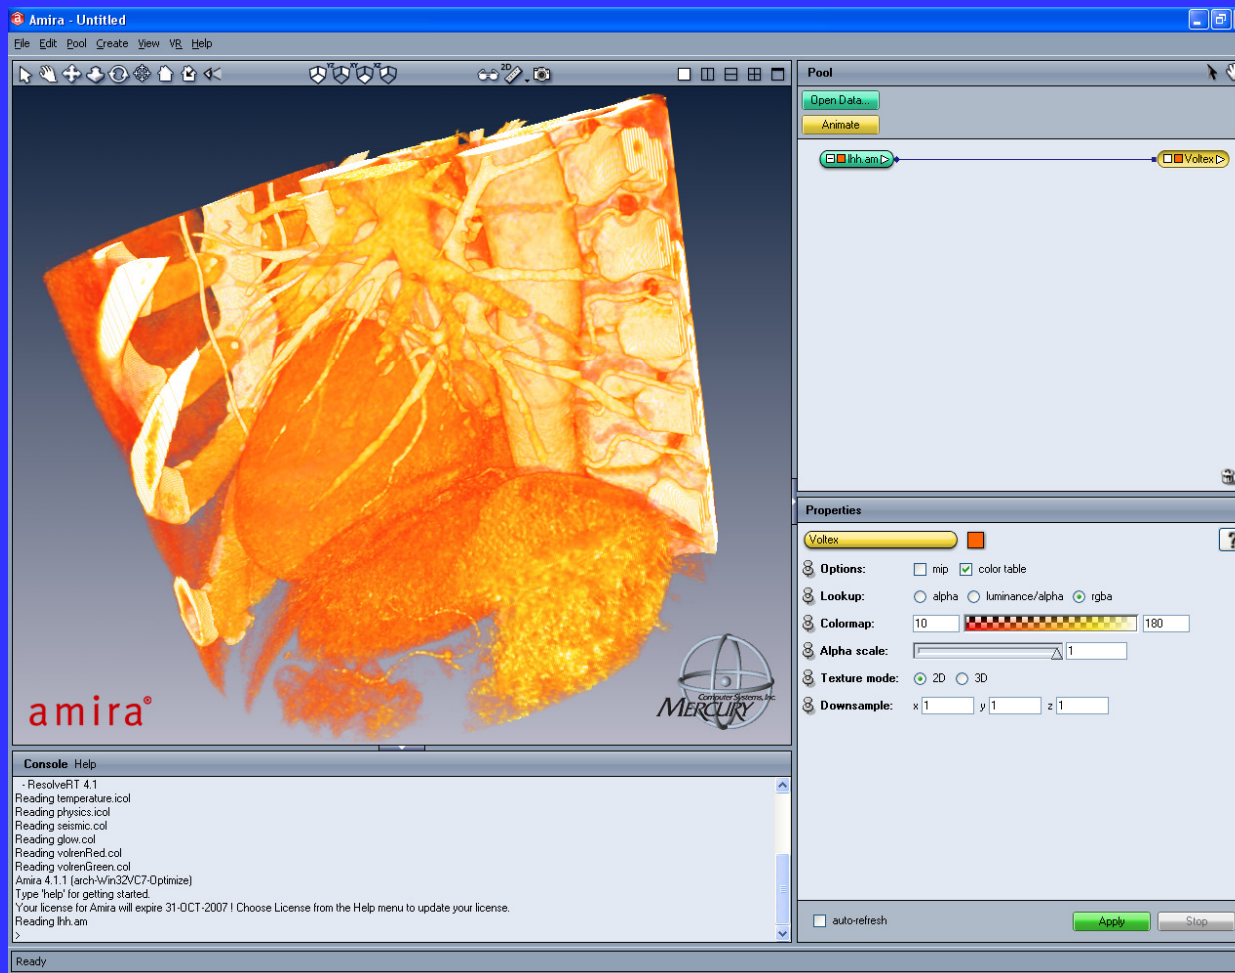 Amira - Untitled
File Edit Pool Create View VR Help
YZ XY XZ 2D
Pool
Open Data...
Animate
lhh.am
Voltex
amira®
Computer Systems, Inc.
MERCURY
Properties
Voltex
?
Options: mip color table
Lookup: alpha luminance/alpha rgba
Colormap: 10 180
Alpha scale: 1
Texture mode: 2D 3D
Downsample: x 1 y 1 z 1
auto-refresh Apply Stop
Console Help
- ResolveRT 4.1
Reading temperature.icol
Reading physics.icol
Reading seismic.col
Reading glow.col
Reading volrenRed.col
Reading volrenGreen.col
Amira 4.1.1 (arch-Win32VC7-Optimize)
Type 'help' for getting started.
Your license for Amira will expire 31-OCT-2007 ! Choose License from the Help menu to update your license.
Reading lhh.am
>
Ready